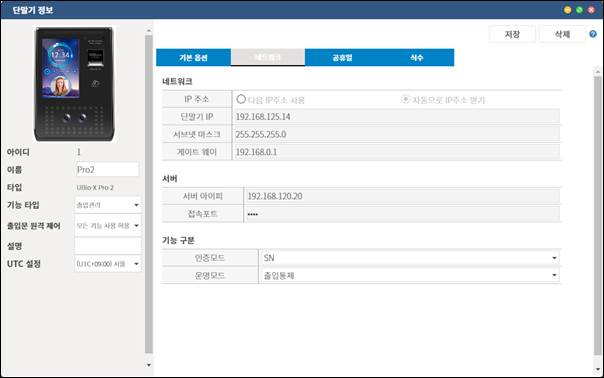 단말기 정보
저장 삭제 ?
기본 옵션 네트워크 공휴일 식수
네트워크
IP 주소 다음 IP주소 사용 자동으로 IP주소 받기
단말기 IP 192.168.125.14
서브넷 마스크 255.255.255.0
게이트 웨이 192.168.0.1
서버
서버 아이피 192.168.120.20
접속포트 ••••
기능 구분
인증모드 SN
운영모드 출입통제
12:34
아이디 1
이름 Pro2
타입 UBio-X Pro 2
기능 타입 출입관리
출입문 원격 제어 모든 기능 사용 허용
설명
UTC 설정 (UTC+09:00) 서울